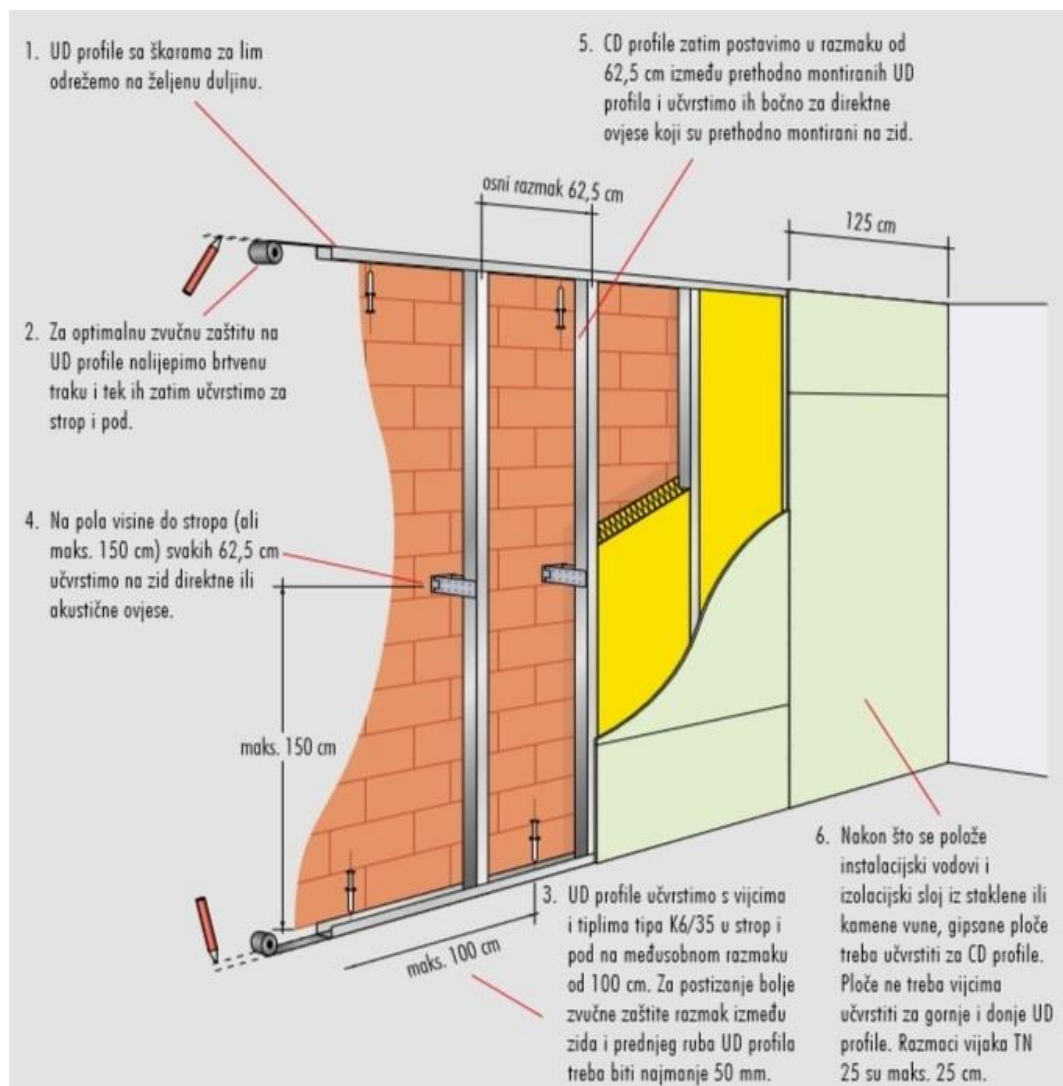 1. UD profile sa škarama za lim
odrežemo na željenu duljinu.
5. CD profile zatim postavimo u razmaku od
62,5 cm između prethodno montiranih UD
profila i učvrstimo ih bočno za direktne
ovjese koji su prethodno montirani na zid.
osni razmak 62,5 cm
125 cm
2. Za optimalnu zvučnu zaštitu na
UD profile nalijepimo brtvenu
traku i tek ih zatim učvrstimo za
strop i pod.
4. Na pola visine do stropa (ali
maks. 150 cm) svakih 62,5 cm
učvrstimo na zid direktne ili
akustične ovjese.
maks. 150 cm
maks. 100 cm
3. UD profile učvrstimo s vijcima
i tiplima tipa K6/35 u strop i
pod na međusobnom razmaku
od 100 cm. Za postizanje bolje
zvučne zaštite razmak između
zida i prednjeg ruba UD profila
treba biti najmanje 50 mm.
6. Nakon što se polože
instalacijski vodovi i
izolacijski sloj iz staklene ili
kamene vune, gipsane ploče
treba učvrstiti za CD profile.
Ploče ne treba vijcima
učvrstiti za gornje i donje UD
profile. Razmaci vijaka TN
25 su maks. 25 cm.